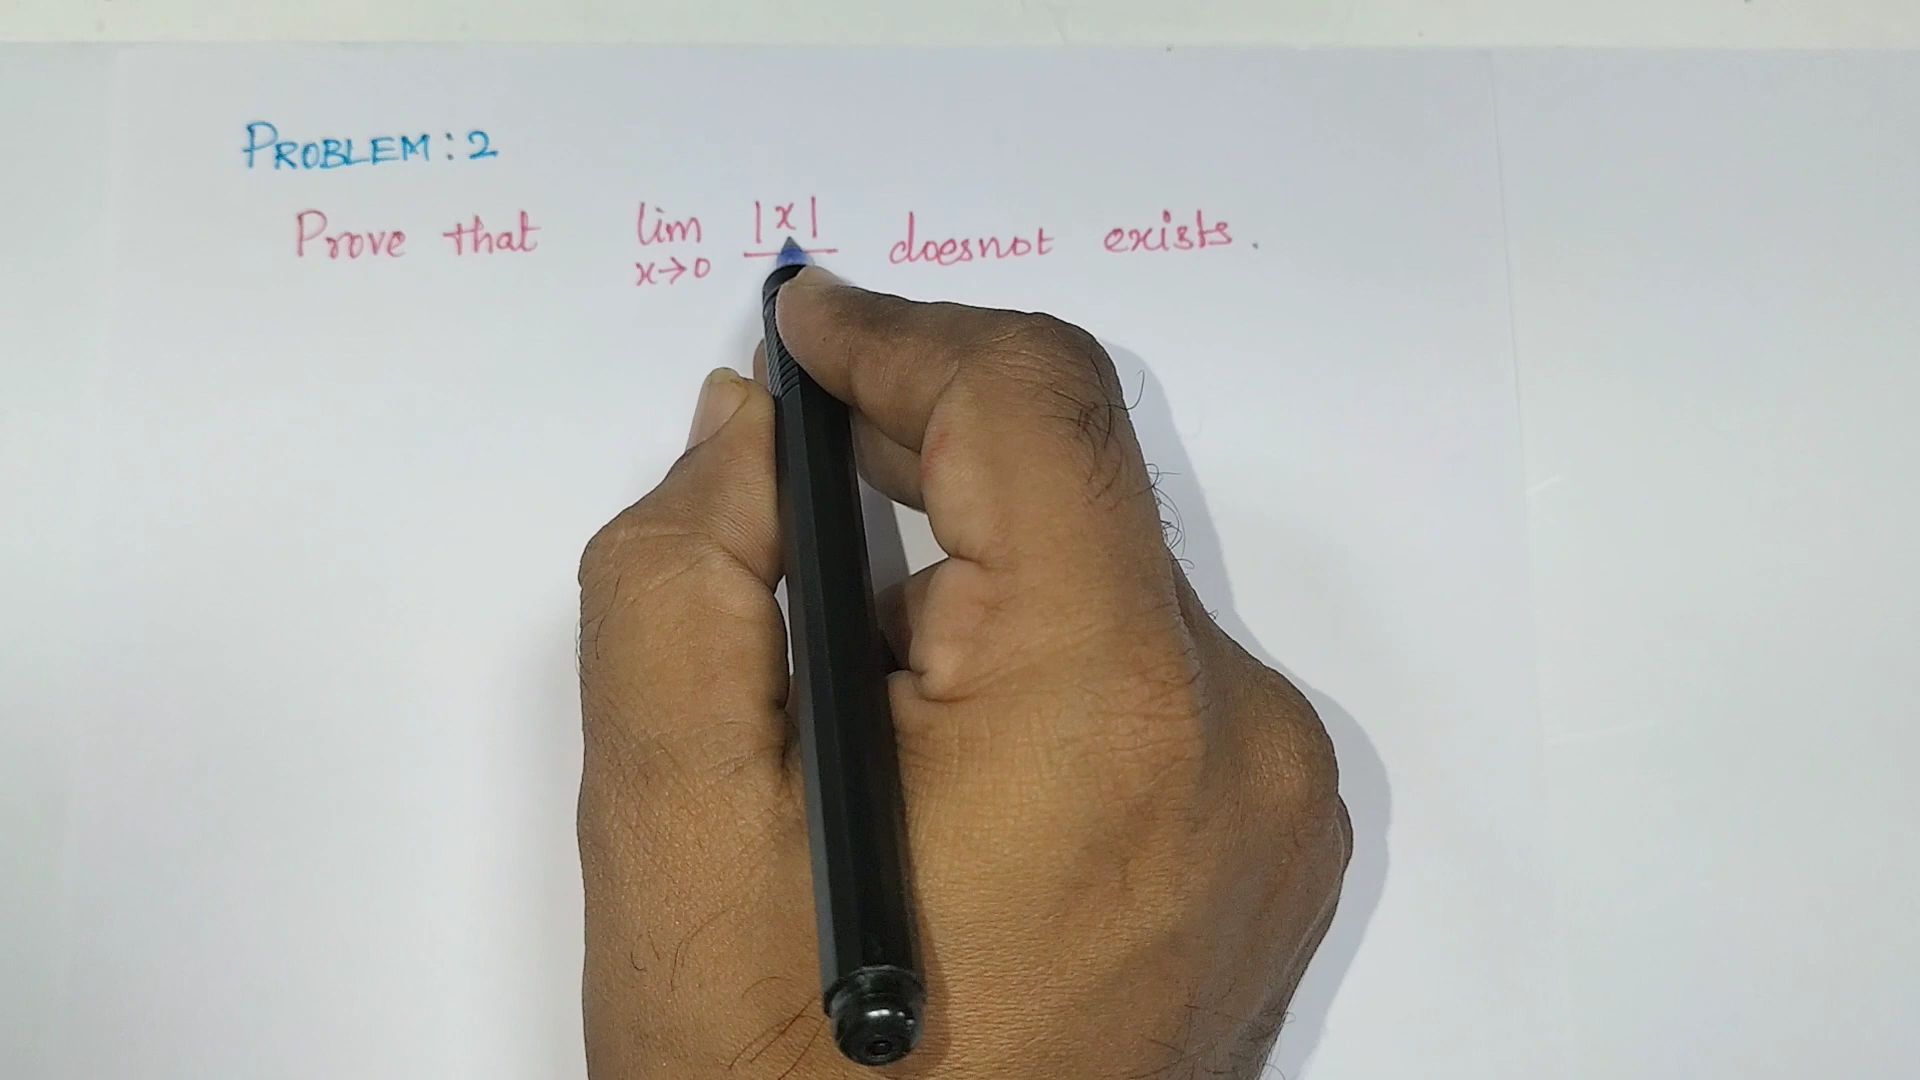 PROBLEM : 2
Prove that lim x→0 |x| doesnot exists.